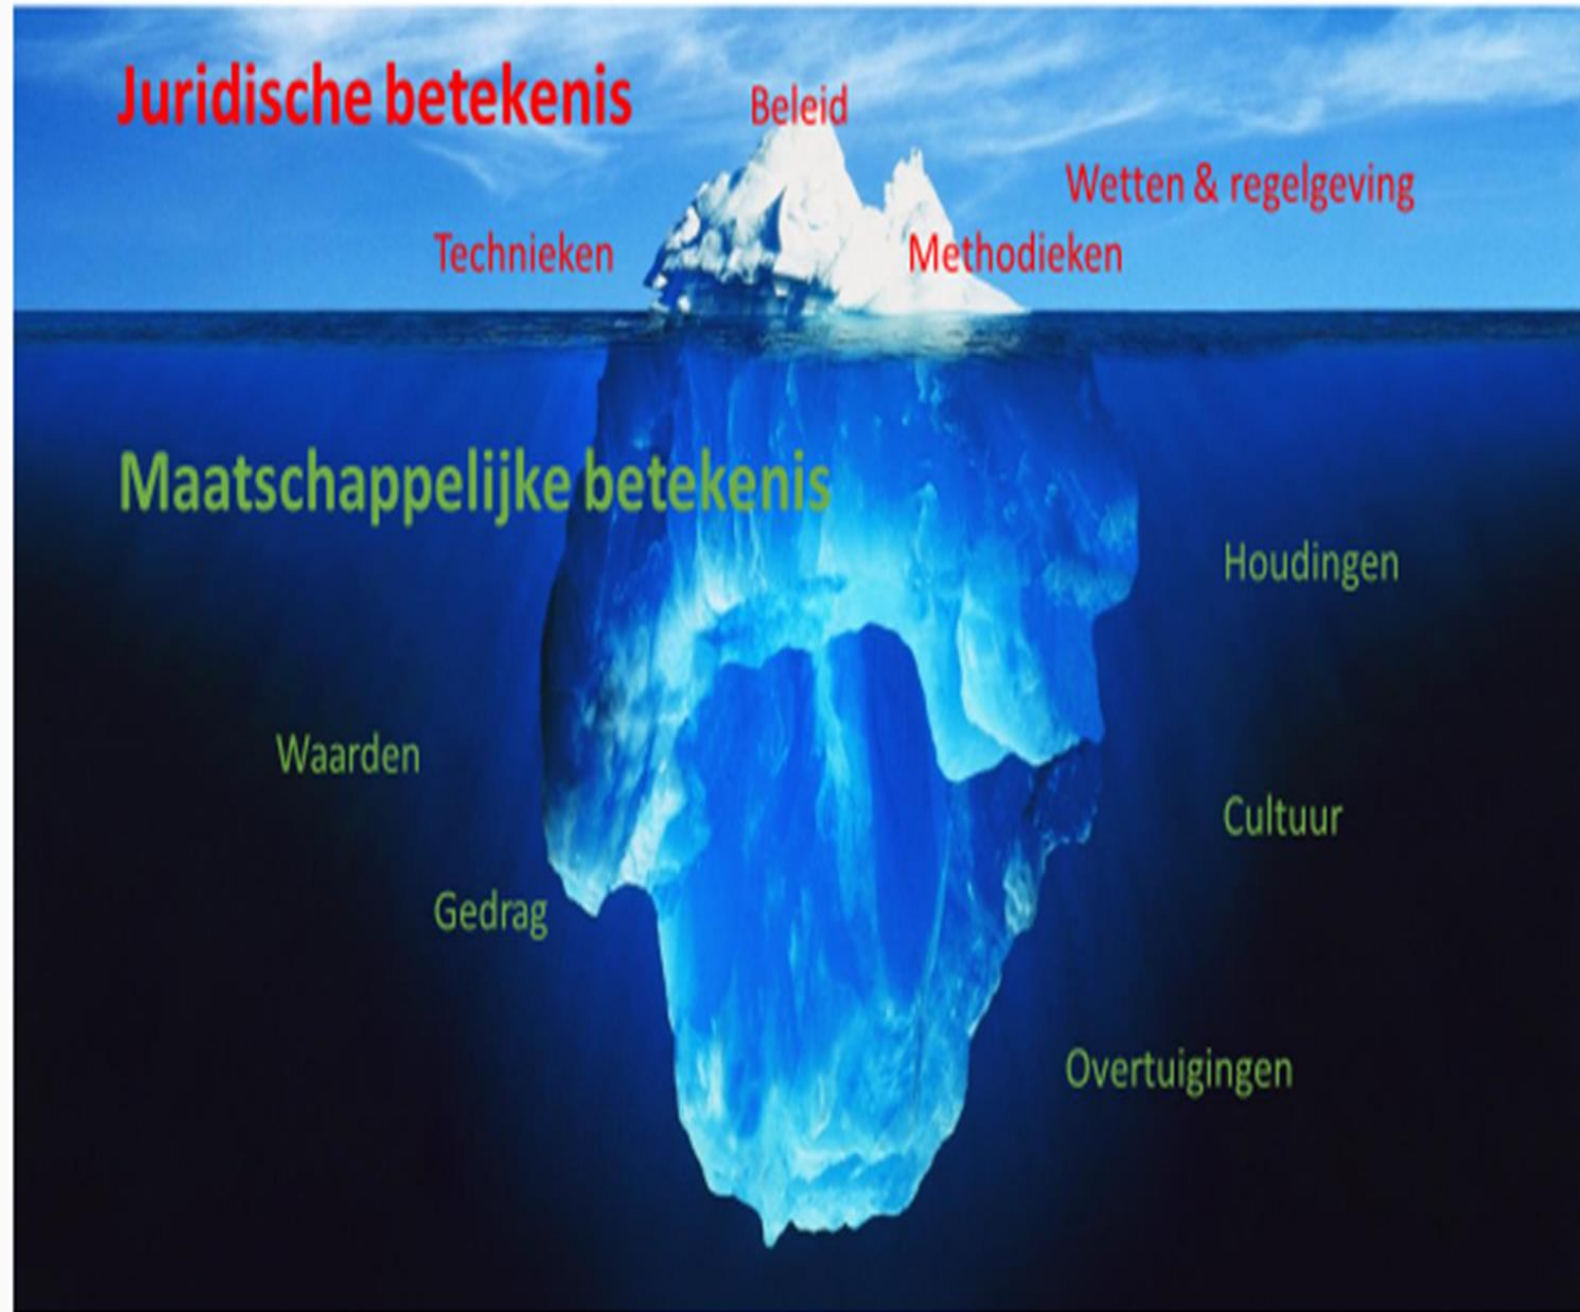 Juridische betekenis
Beleid
Wetten & regelgeving
Technieken
Methodieken
Maatschappelijke betekenis
Houdingen
Waarden
Cultuur
Gedrag
Overtuigingen